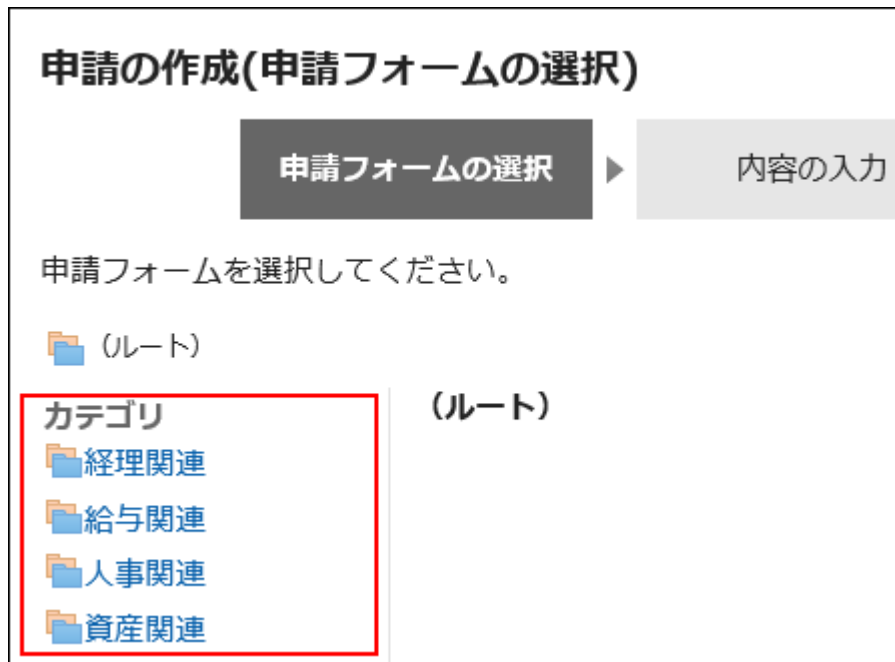 申請の作成(申請フォームの選択)
申請フォームの選択
内容の入力
申請フォームを選択してください。
(ルート)
カテゴリ
経理関連
給与関連
人事関連
資産関連
(ルート)